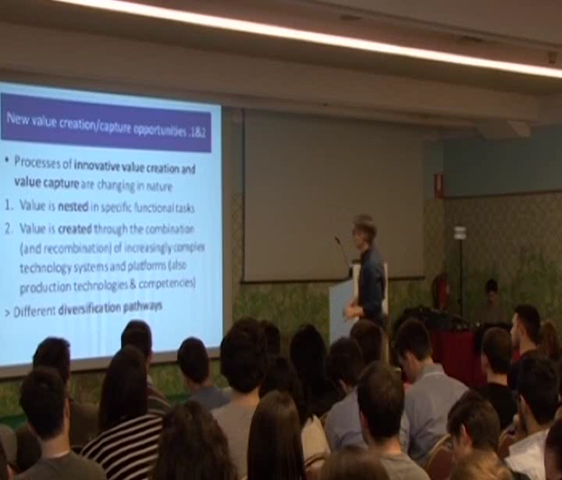 New value creation/capture opportunities .1&2
• Processes of innovative value creation and
value capture are changing in nature
1. Value is nested in specific functional tasks
2. Value is created through the combination
(and recombination) of increasingly complex
technology systems and platforms (also
production technologies & competencies)
> Different diversification pathways